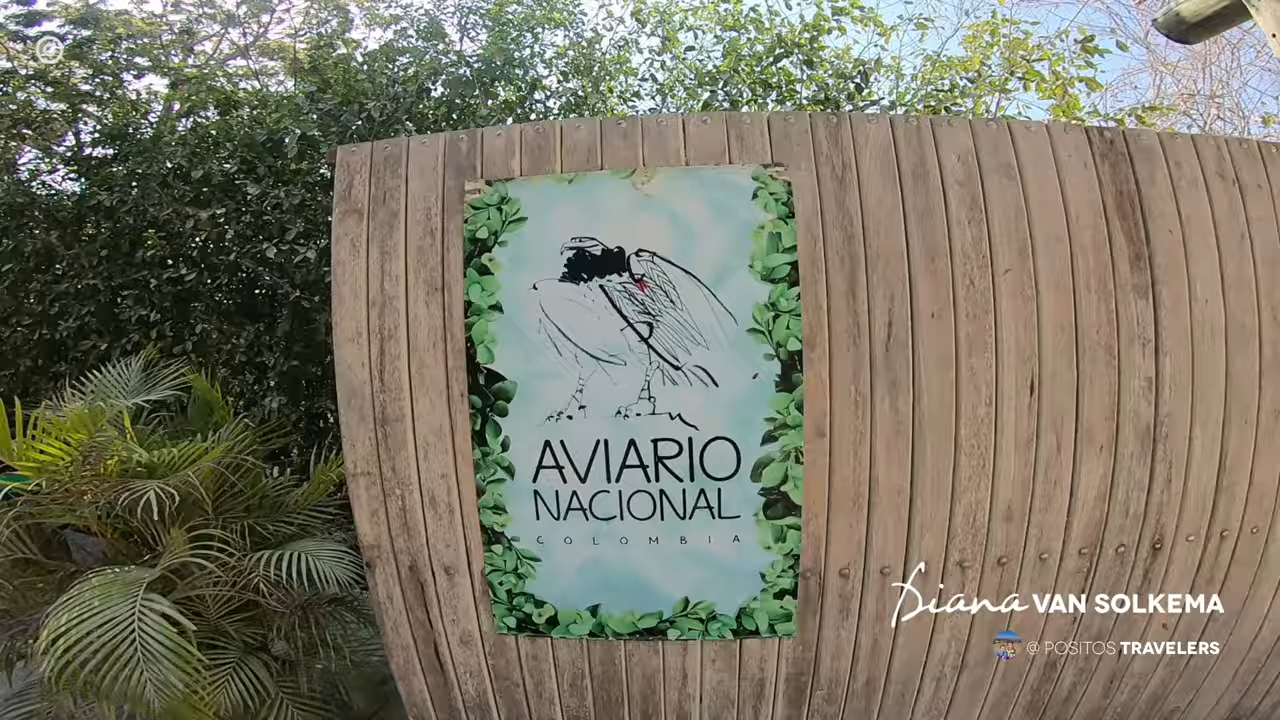 AVIARIO
NACIONAL
COLOMBIA
Diana VAN SOLKEMA
@ POSITOS TRAVELERS